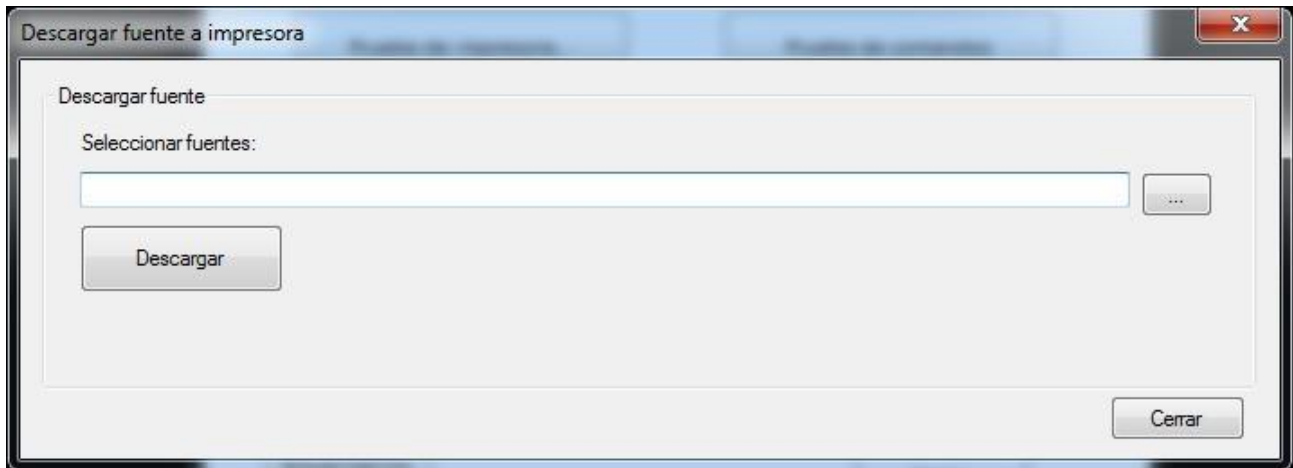 Descargar fuente a impresora
Descargar fuente
Seleccionar fuentes:
...
Descargar
Cerrar